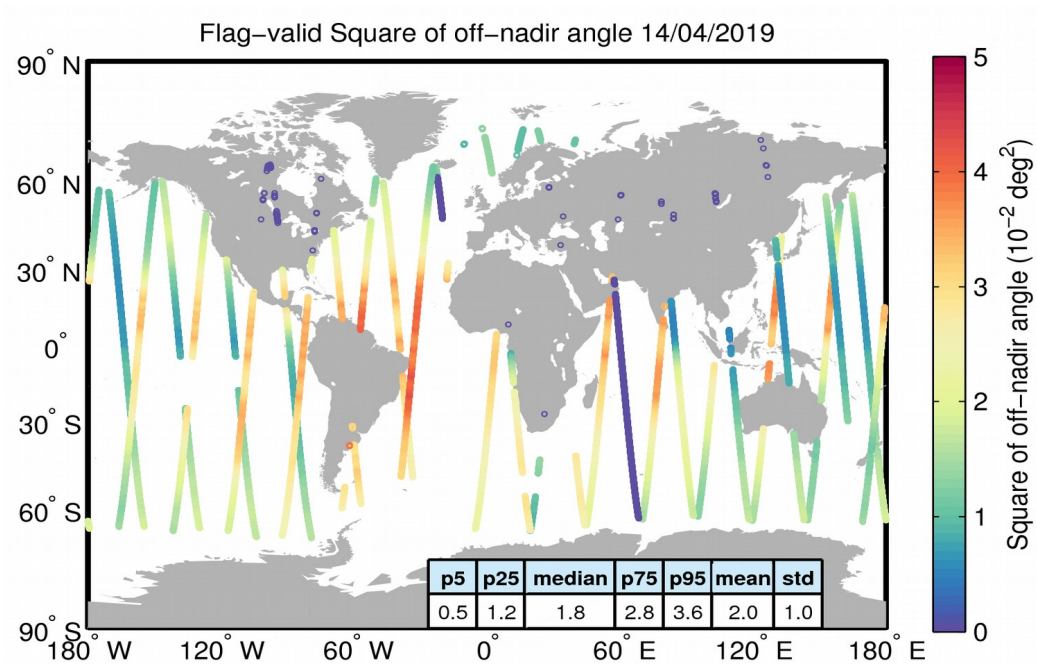 Flag−valid Square of off−nadir angle 14/04/2019
90° N
60° N
30° N
0°
30° S
60° S
90° S
180° W
120° W
60° W
0°
60° E
120° E
180° E
p5 p25 median p75 p95 mean std
0.5 1.2 1.8 2.8 3.6 2.0 1.0
5
4
3
2
1
0
Square of off−nadir angle (10⁻² deg²)